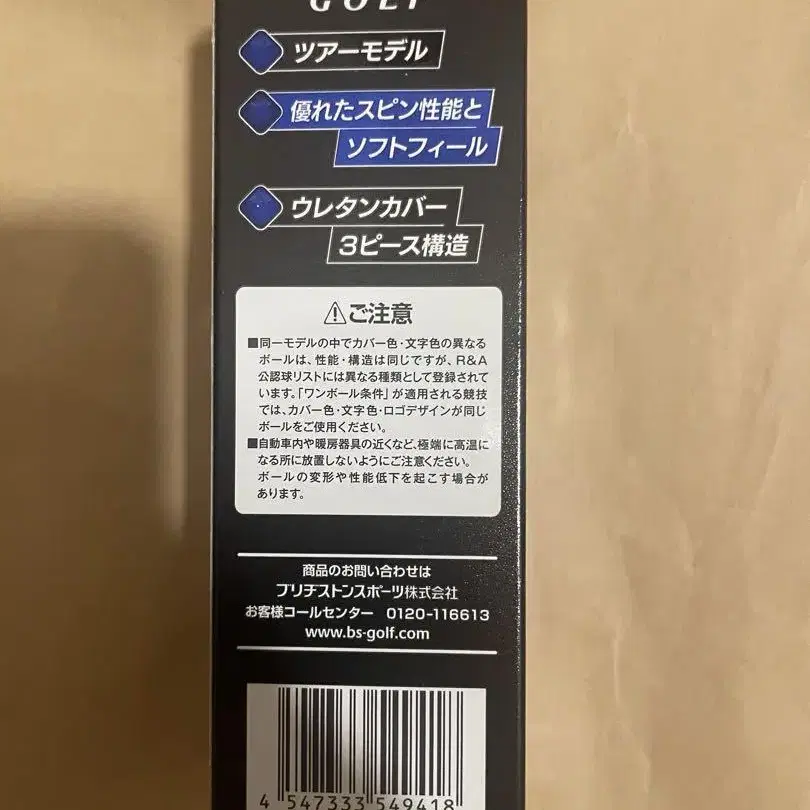 GOLF
ツアーモデル
優れたスピン性能と
ソフトフィール
ウレタンカバー
3ピース構造
⚠ご注意
■同一モデルの中でカバー色・文字色の異なる
ボールは、性能・構造は同じですが、R&A
公認球リストには異なる種類として登録されて
います。「ワンボール条件」が適用される競技
では、カバー色・文字色・ロゴデザインが同じ
ボールをご使用ください。
■自動車内や暖房器具の近くなど、極端に高温に
なる所に放置しないようにご注意ください。
ボールの変形や性能低下を起こす場合が
あります。
商品のお問い合わせは
ブリヂストンスポーツ株式会社
お客様コールセンター 0120-116613
www.bs-golf.com
4 547333 549418